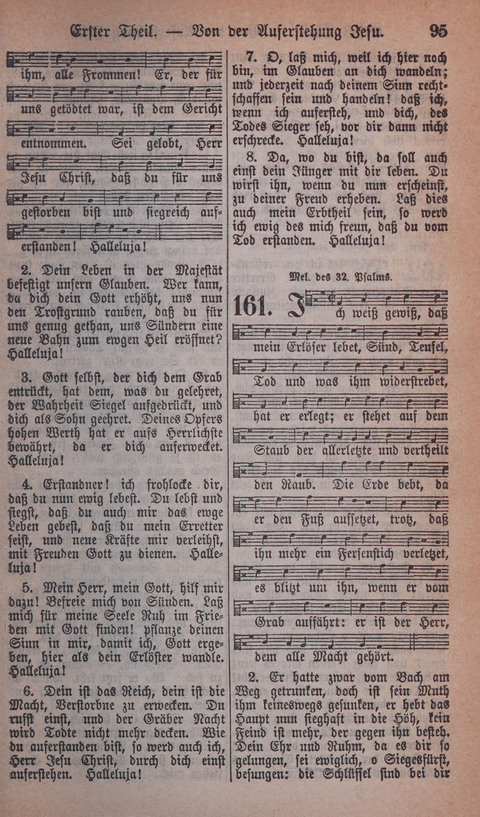 Erster Theil. — Von der Auferstehung Jesu. 95
ihm, alle Frommen! Er, der für
uns getödtet war, ist dem Gericht
entnommen. Sei gelobt, Herr
Jesu Christ, daß du für uns
gestorben bist und siegreich auf-
erstanden! Halleluja!
2. Dein Leben in der Majestät
befestigt unsern Glauben. Wer kann,
da dich dein Gott erhöht, uns nun
den Trostgrund rauben, daß du für
uns genug gethan, uns Sündern eine
neue Bahn zum ewgen Heil eröffnet?
Halleluja!
3. Gott selbst, der dich dem Grab
entrückt, hat dem, was du gelehret,
der Wahrheit Siegel aufgedrückt, und
dich als Sohn geehret. Deines Opfers
hohen Werth hat er aufs Herrlichste
bewährt, da er dich auferwecket.
Halleluja!
4. Erstandner! ich frohlocke dir,
daß du nun ewig lebest. Du lebst und
siegst, daß du auch mir das ewge
Leben gebest, daß du mein Erretter
seist, und neue Kräfte mir verleihst,
mit Freuden Gott zu dienen. Halle-
luja!
5. Mein Herr, mein Gott, hilf mir
dazu! Befreie mich von Sünden. Laß
mich für meine Seele Ruh im Frie-
den mit Gott finden! pflanze deinen
Sinn in mir, damit ich, Gott erge-
ben, hier als dein Erlöster wandle.
Halleluja!
6. Dein ist das Reich, dein ist die
Macht, Verstorbne zu erwecken. Du
rufst einst, und der Gräber Nacht
wird Todte nicht mehr decken. Wie
du auferstanden bist, so werd auch ich,
Herr Jesu Christ, durch dich einst
auferstehen. Halleluja!
7. O, laß mich, weil ich hier noch
bin, im Glauben an dich wandeln;
und jederzeit nach deinem Sinn recht-
schaffen sein und handeln! daß ich,
wenn ich aufersteh, und dich, des
Todes Sieger seh, vor dir dann nicht
erschrecke. Halleluja!
8. Da, wo du bist, da soll auch
einst dein Jünger mit dir leben. Du
wirst ihn, wenn du nun erscheinst,
zu deiner Freud erheben. Laß dies
auch mein Erbtheil sein, so werd
ich ewig des mich freun, daß du vom
Tod erstanden. Halleluja!
Mel. des 32. Psalms.
161. Ich weiß gewiß, daß
mein Erlöser lebet, Sünd, Teufel,
Tod und was ihm widerstrebet,
hat er erlegt; er stehet auf dem
Staub der allerletzte und vertheilt
den Raub. Die Erde bebt, da
er den Fuß aufsetzet, trotz, daß
ihn mehr ein Fersenstich verletzet,
es blitzt um ihn, wenn er vom
Grab auffährt: er ist der Herr,
dem alle Macht gehört.
2. Er hatte zwar vom Bach am
Weg getrunken, doch ist sein Muth
ihm keineswegs gesunken, er hebt das
Haupt nun sieghaft in die Höh, kein
Feind ist mehr, der gegen ihn besteh.
Dein Ehr und Ruhm, da es dir so
gelungen, sei ewiglich, o Siegesfürst,
besungen: die Schlüssel sind bei dir